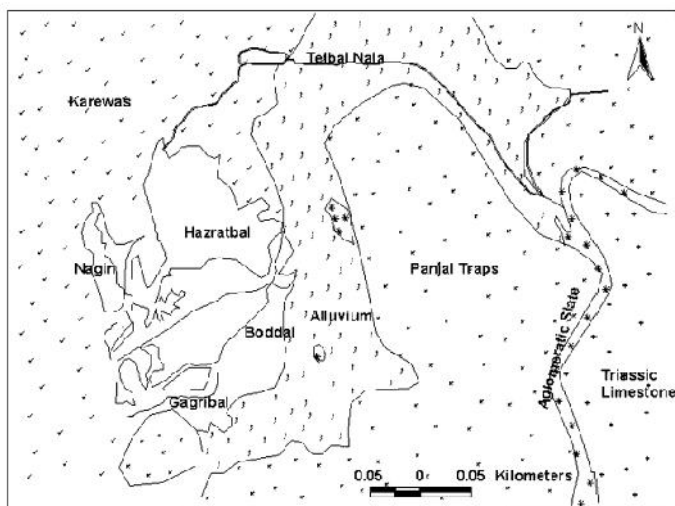 N
Telbal Nala
Karewas
Hazratbal
Nagin
Panjal Traps
Alluvium
Boddal
Aglomeratic Slate
Triassic
Limestone
Gagribal
0.05 0 0.05 Kilometers